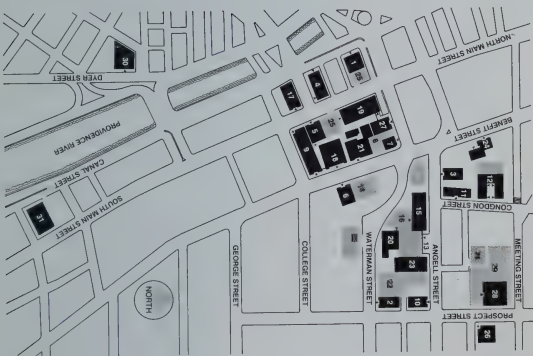 NORTH MAIN STREET
30
DYER STREET
1
4
17
19
27
7
5
9
21
BENEFIT STREET
PROVIDENCE RIVER
CANAL STREET
SOUTH MAIN STREET
31
3
11
12
CONGDON STREET
6
15
16
13
20
23
22
2
10
29
28
26
GEORGE STREET
COLLEGE STREET
WATERMAN STREET
ANGELL STREET
MEETING STREET
PROSPECT STREET
NORTH